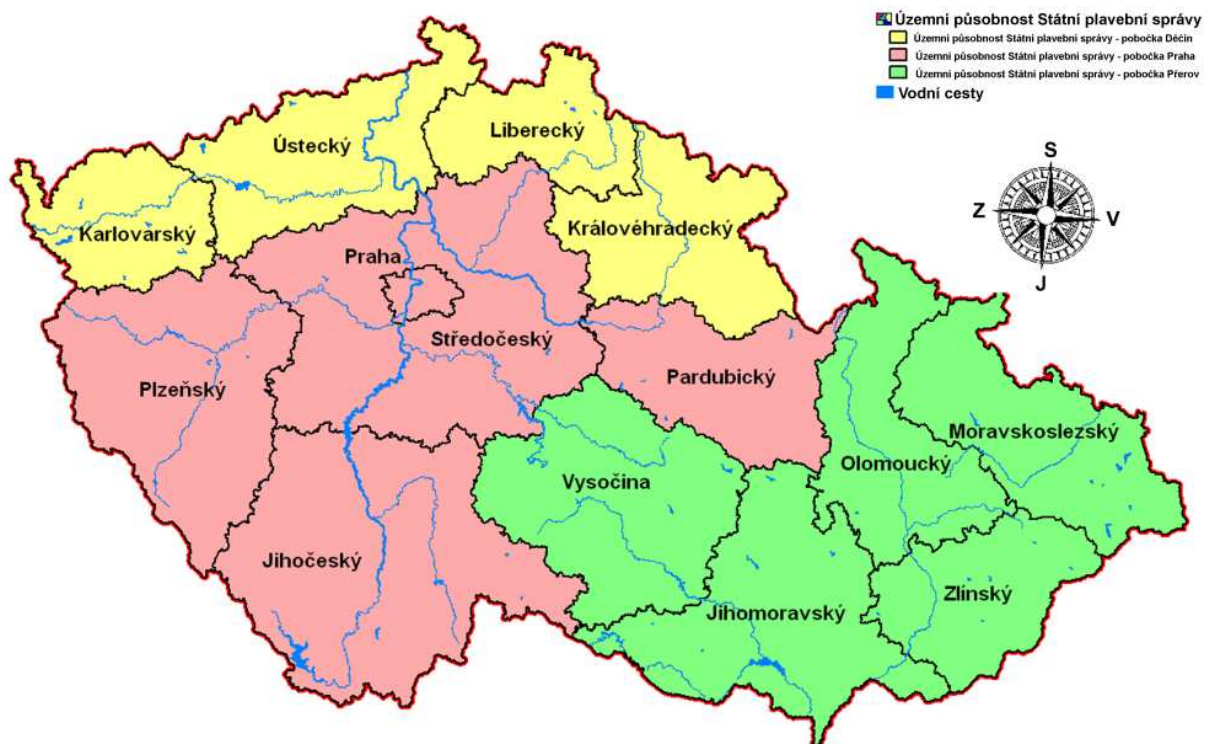 Územní působnost Státní plavební správy
Územní působnost Státní plavební správy - pobočka Děčín
Územní působnost Státní plavební správy - pobočka Praha
Územní působnost Státní plavební správy - pobočka Přerov
Vodní cesty
S
Z
V
J
Liberecký
Ústecký
Karlovarský
Královéhradecký
Praha
Středočeský
Plzeňský
Pardubický
Moravskoslezský
Olomoucký
Vysočina
Jihočeský
Zlínský
Jihomoravský